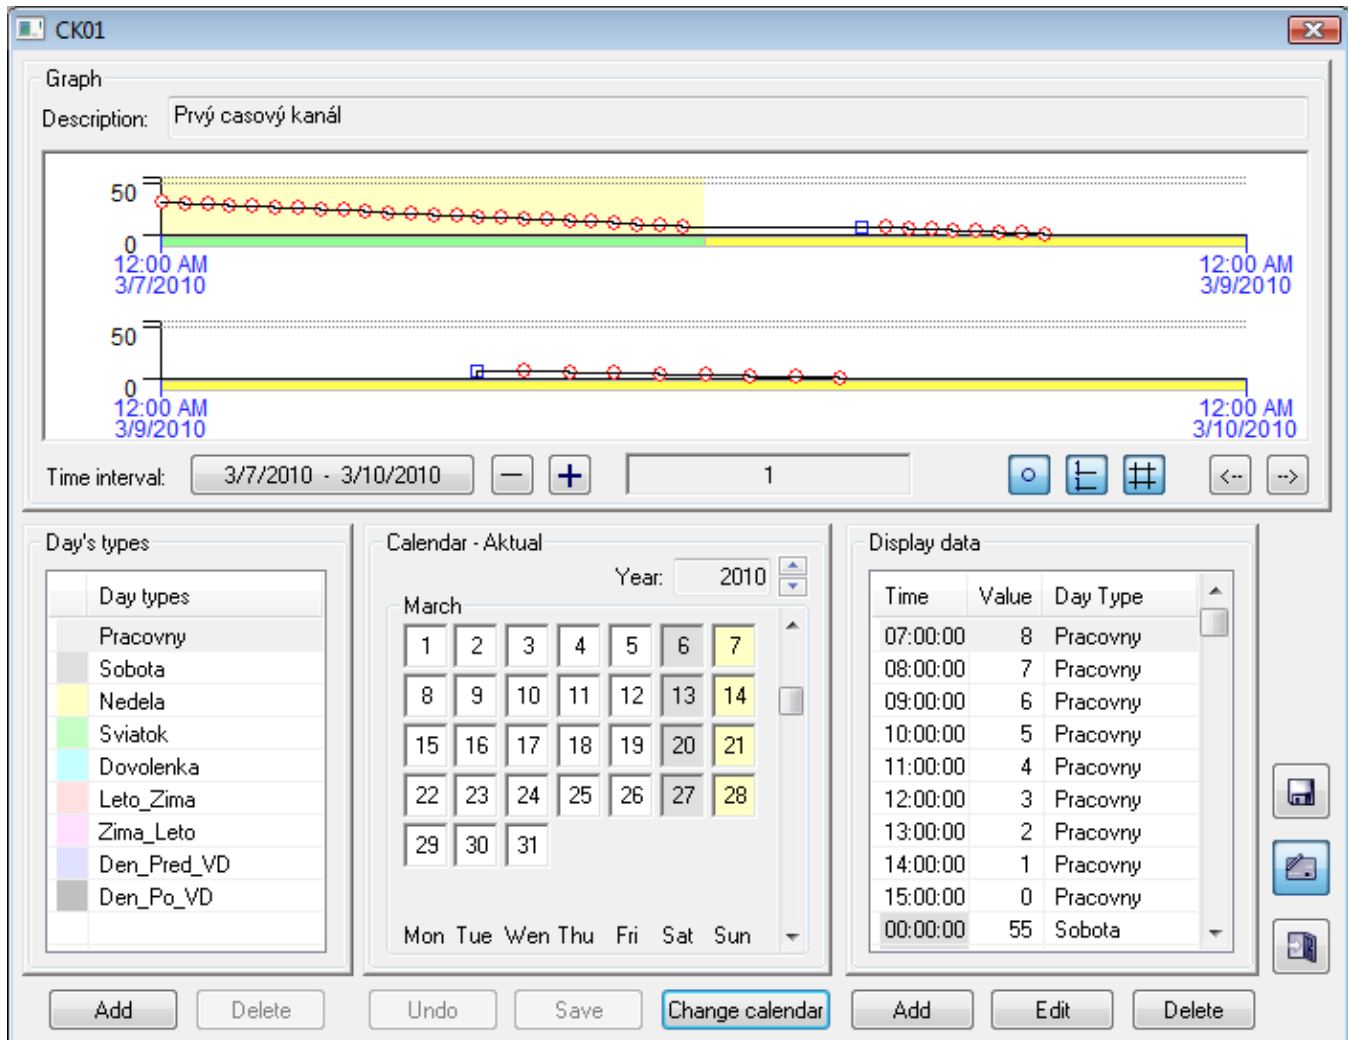 CK01
Graph
Description: Prvý casový kanál
50
0
12:00 AM 12:00 AM
3/7/2010 3/9/2010
50
0
12:00 AM 12:00 AM
3/9/2010 3/10/2010
Time interval: 3/7/2010 - 3/10/2010 — + 1 <-- -->
Day's types
Day types
Pracovny
Sobota
Nedela
Sviatok
Dovolenka
Leto_Zima
Zima_Leto
Den_Pred_VD
Den_Po_VD
Add Delete
Calendar - Aktual
Year: 2010
March
1 2 3 4 5 6 7
8 9 10 11 12 13 14
15 16 17 18 19 20 21
22 23 24 25 26 27 28
29 30 31
Mon Tue Wen Thu Fri Sat Sun
Undo Save Change calendar
Display data
Time Value Day Type
07:00:00 8 Pracovny
08:00:00 7 Pracovny
09:00:00 6 Pracovny
10:00:00 5 Pracovny
11:00:00 4 Pracovny
12:00:00 3 Pracovny
13:00:00 2 Pracovny
14:00:00 1 Pracovny
15:00:00 0 Pracovny
00:00:00 55 Sobota
Add Edit Delete